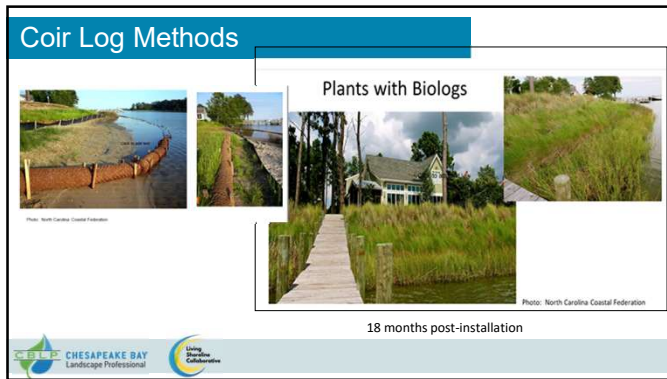 Coir Log Methods
Plants with Biologs
Photo: North Carolina Coastal Federation
Photo: North Carolina Coastal Federation
18 months post-installation
CBLP
CHESAPEAKE BAY
Landscape Professional
Living
Shoreline
Collaborative